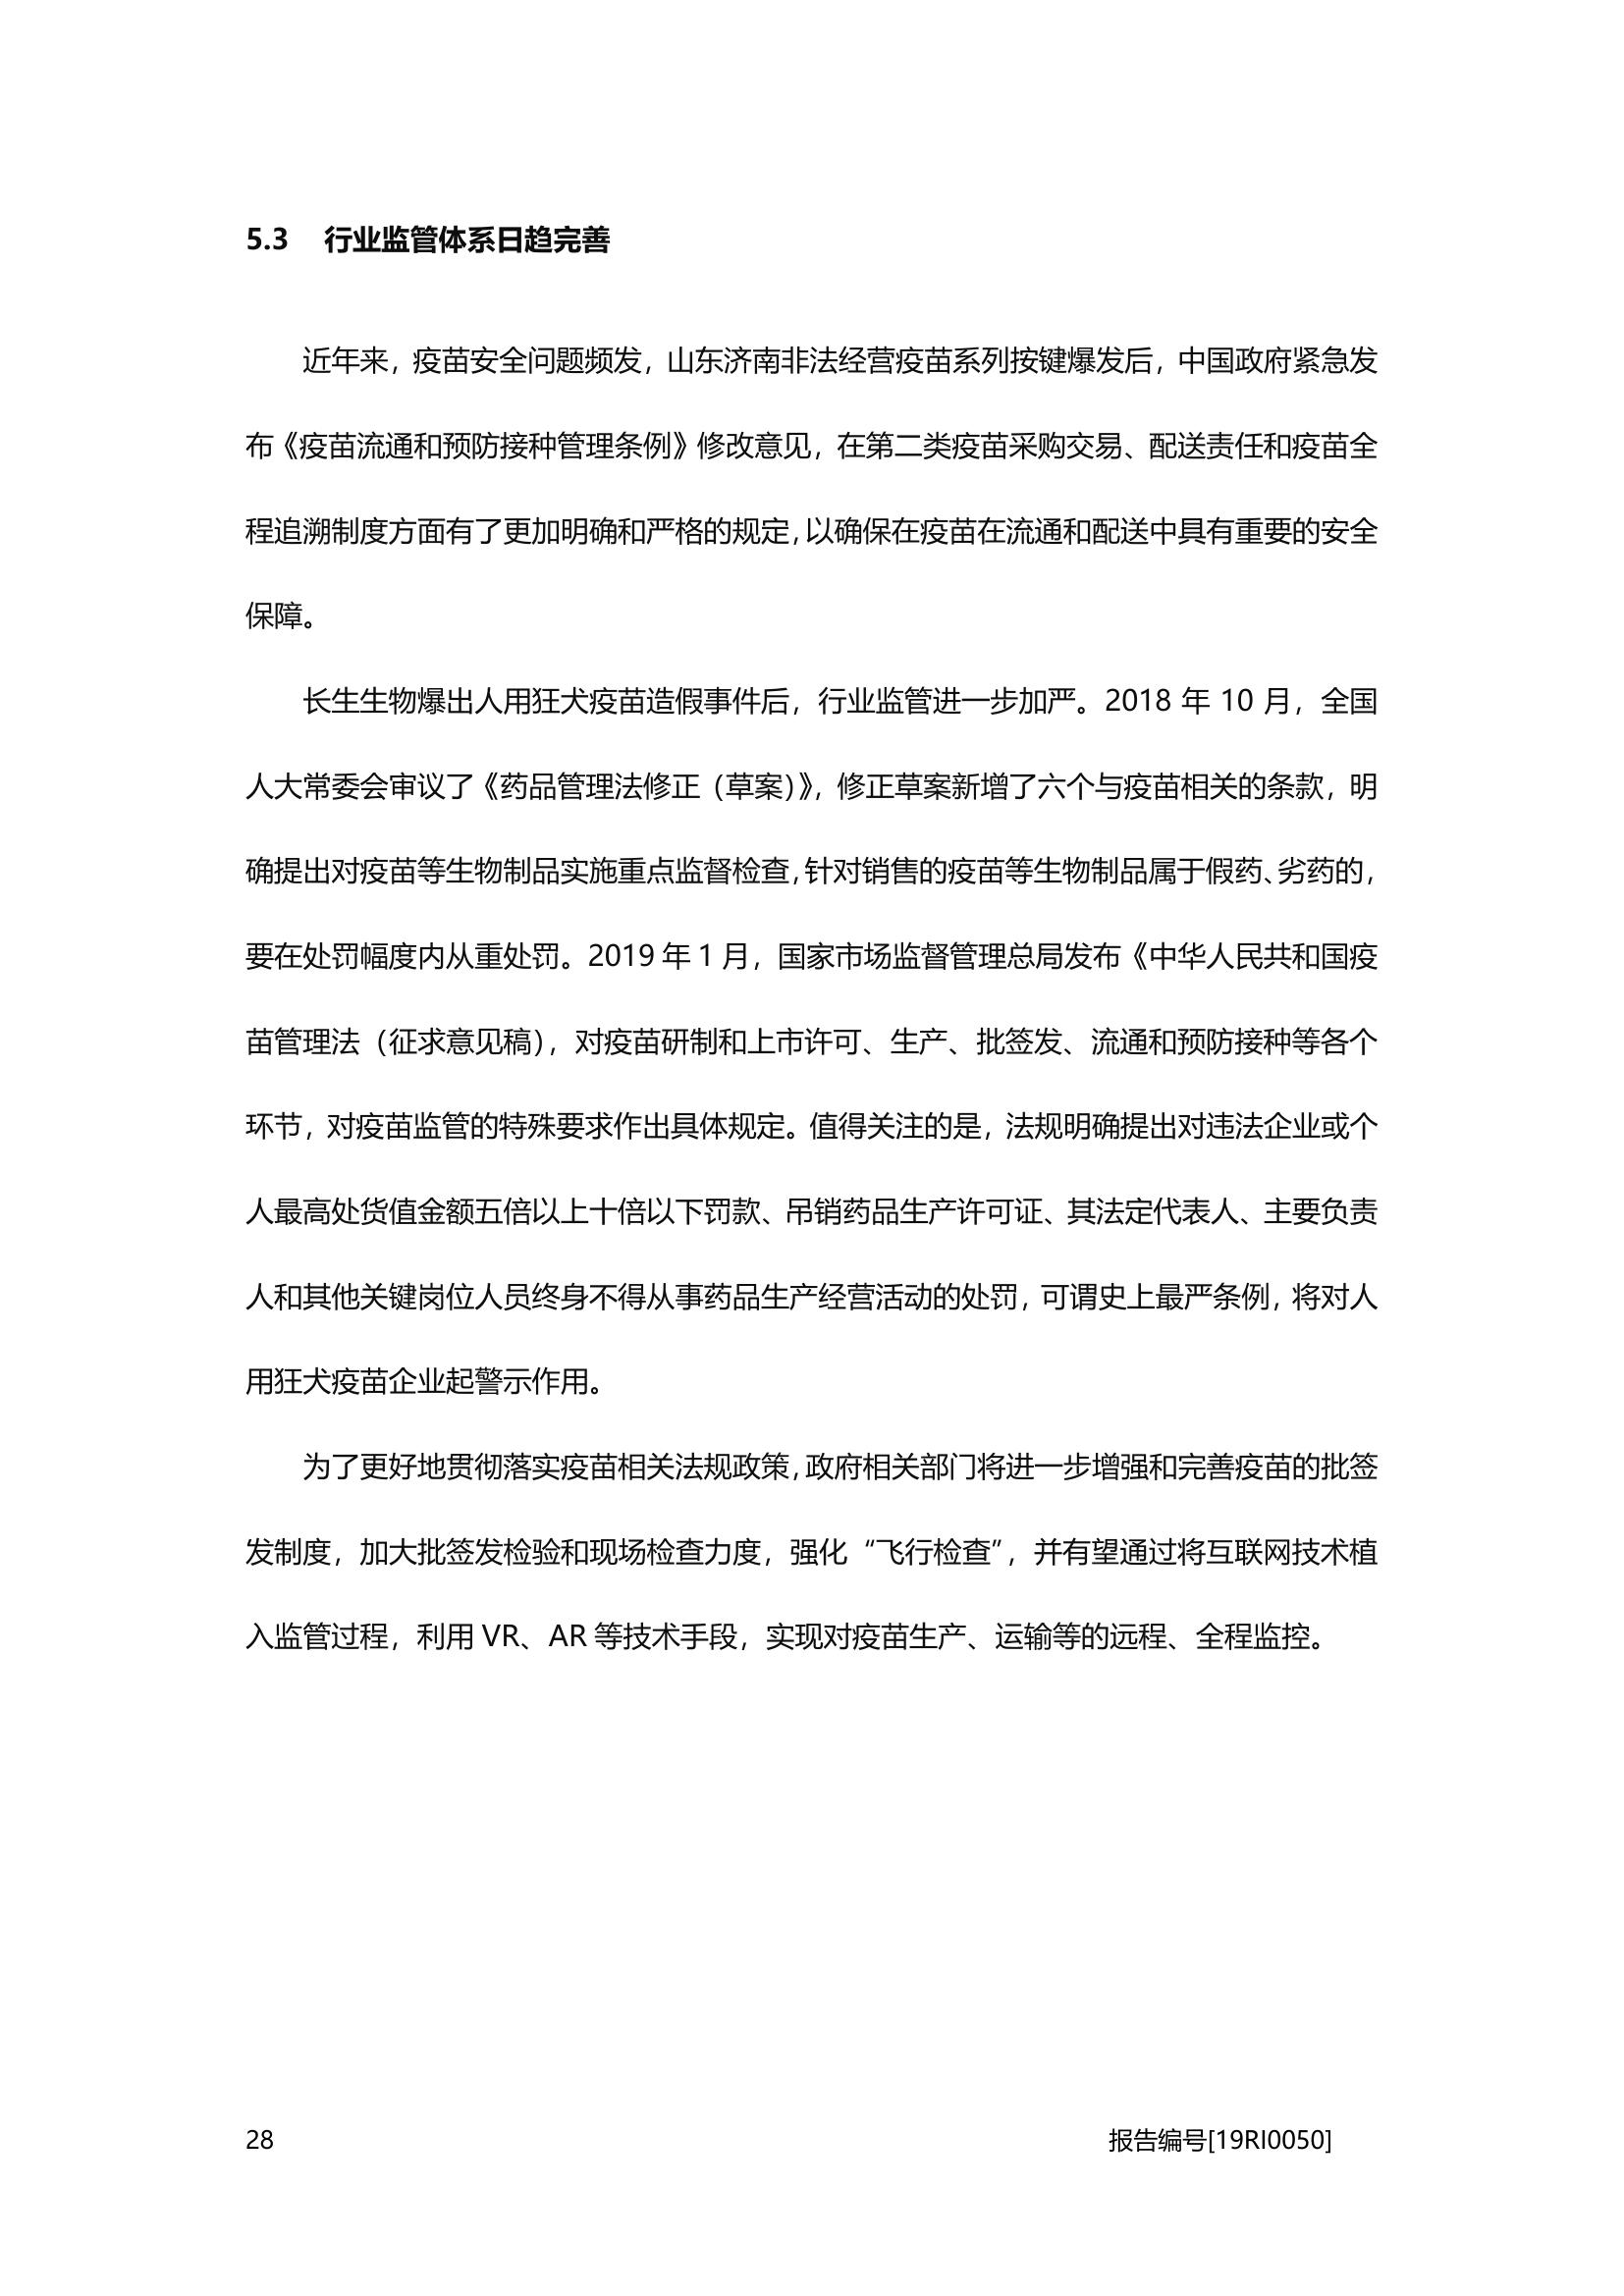 5.3 行业监管体系日趋完善
近年来，疫苗安全问题频发，山东济南非法经营疫苗系列按键爆发后，中国政府紧急发
布《疫苗流通和预防接种管理条例》修改意见，在第二类疫苗采购交易、配送责任和疫苗全
程追溯制度方面有了更加明确和严格的规定，以确保在疫苗在流通和配送中具有重要的安全
保障。
长生生物爆出人用狂犬疫苗造假事件后，行业监管进一步加严。2018 年 10 月，全国
人大常委会审议了《药品管理法修正（草案）》，修正草案新增了六个与疫苗相关的条款，明
确提出对疫苗等生物制品实施重点监督检查，针对销售的疫苗等生物制品属于假药、劣药的，
要在处罚幅度内从重处罚。2019 年 1 月，国家市场监督管理总局发布《中华人民共和国疫
苗管理法（征求意见稿），对疫苗研制和上市许可、生产、批签发、流通和预防接种等各个
环节，对疫苗监管的特殊要求作出具体规定。值得关注的是，法规明确提出对违法企业或个
人最高处货值金额五倍以上十倍以下罚款、吊销药品生产许可证、其法定代表人、主要负责
人和其他关键岗位人员终身不得从事药品生产经营活动的处罚，可谓史上最严条例，将对人
用狂犬疫苗企业起警示作用。
为了更好地贯彻落实疫苗相关法规政策，政府相关部门将进一步增强和完善疫苗的批签
发制度，加大批签发检验和现场检查力度，强化“飞行检查”，并有望通过将互联网技术植
入监管过程，利用 VR、AR 等技术手段，实现对疫苗生产、运输等的远程、全程监控。
28 报告编号[19RI0050]